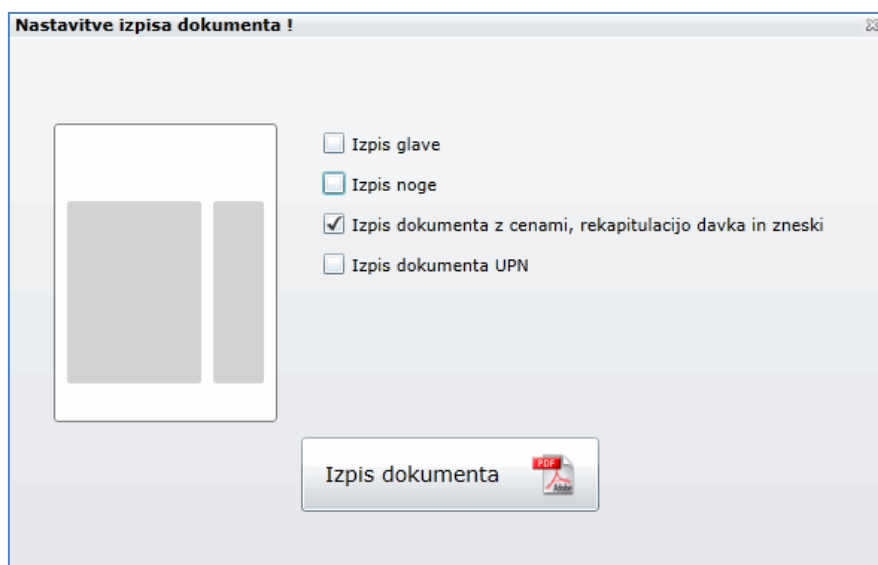 Nastavitve izpisa dokumenta !
Izpis glave
Izpis noge
Izpis dokumenta z cenami, rekapitulacijo davka in zneski
Izpis dokumenta UPN
Izpis dokumenta
PDF
Adobe